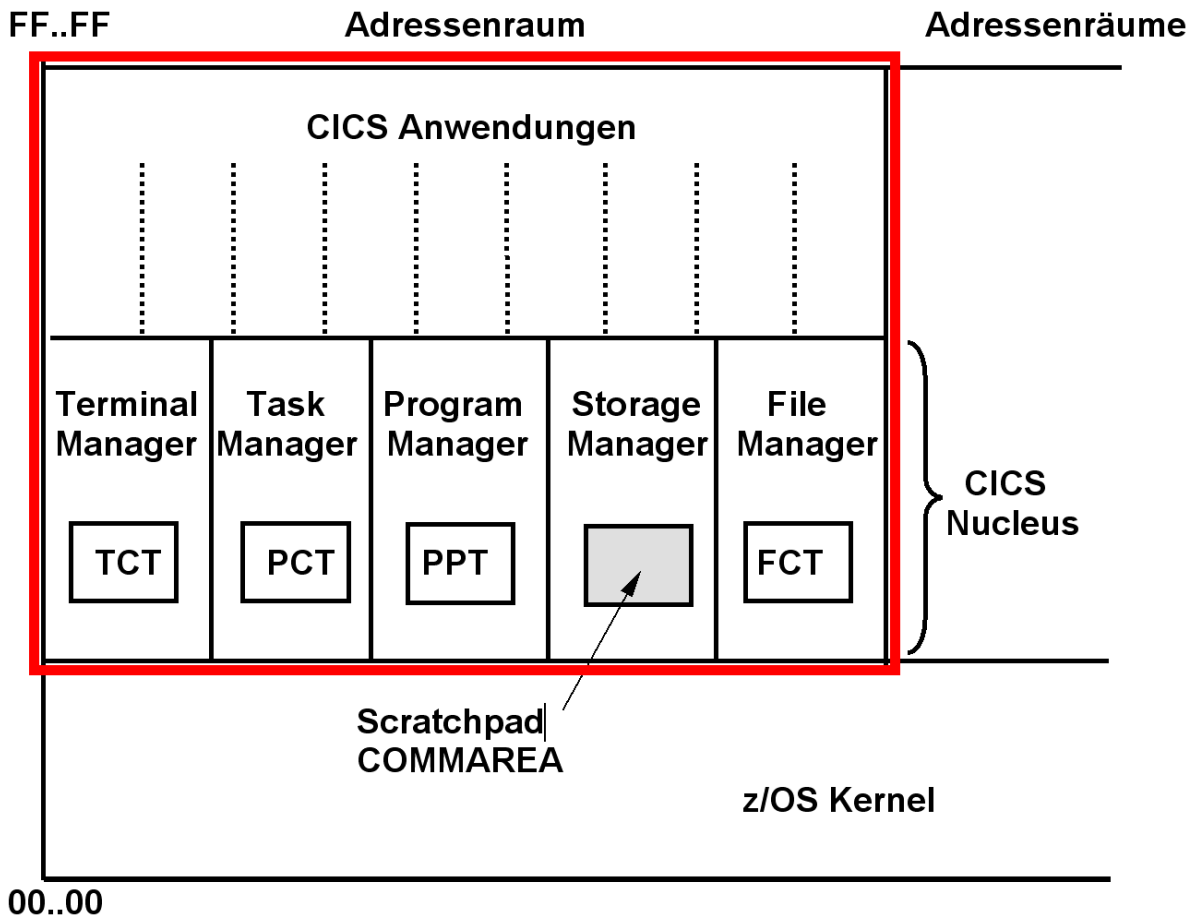 FF..FF Adressenraum Adressenräume
CICS Anwendungen
Terminal
Manager
Task
Manager
Program
Manager
Storage
Manager
File
Manager
CICS
Nucleus
TCT
PCT
PPT
FCT
Scratchpad
COMMAREA
z/OS Kernel
00..00